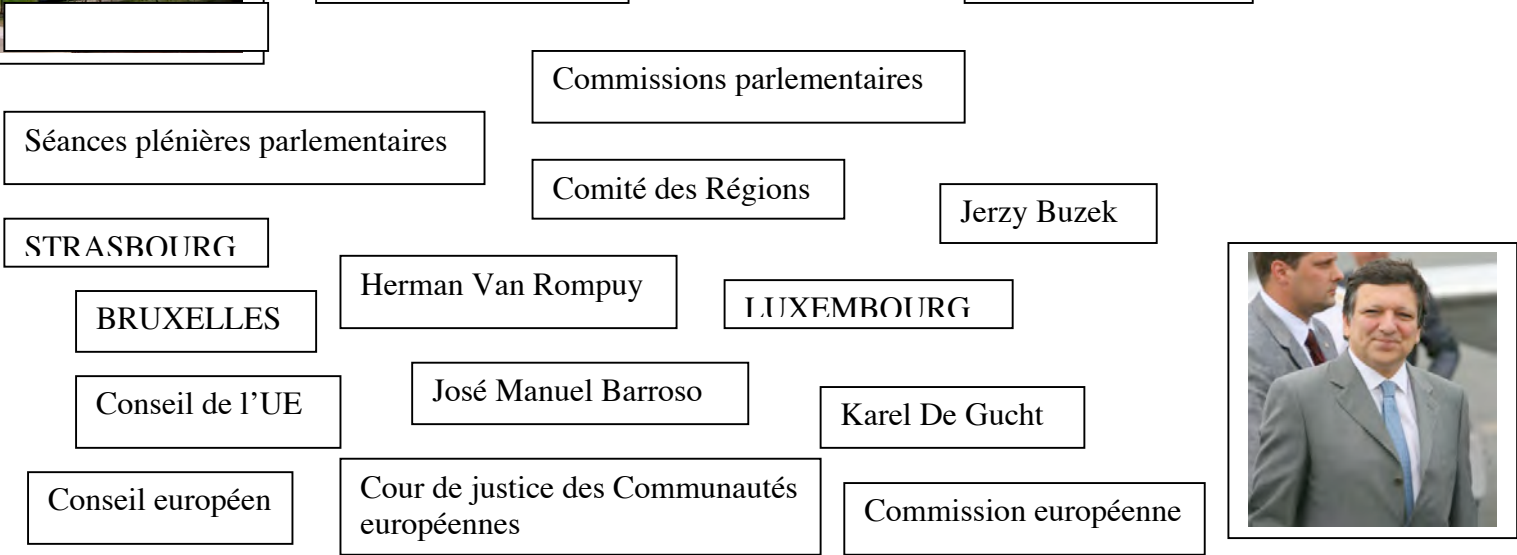 Commissions parlementaires
Séances plénières parlementaires
Comité des Régions
Jerzy Buzek
STRASBOURG
Herman Van Rompuy
LUXEMBOURG
BRUXELLES
José Manuel Barroso
Conseil de l’UE
Karel De Gucht
Conseil européen
Cour de justice des Communautés
européennes
Commission européenne